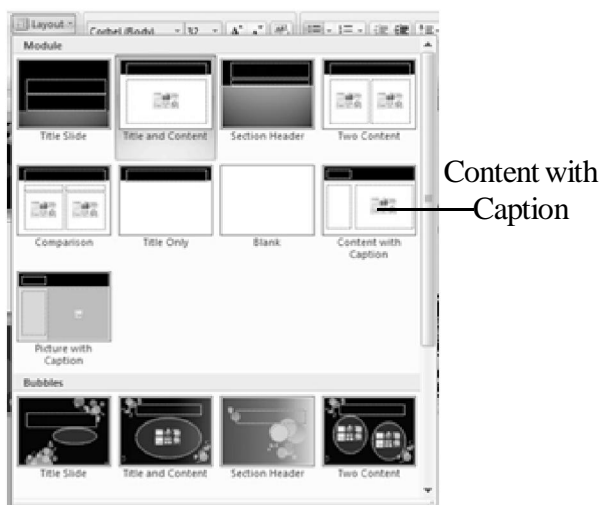 Layout
Corbel (Body) 32
Module
Title Slide Title and Content Section Header Two Content
Comparison Title Only Blank Content with
Caption
Picture with
Caption
Bubbles
Title Slide Title and Content Section Header Two Content
Content with
Caption